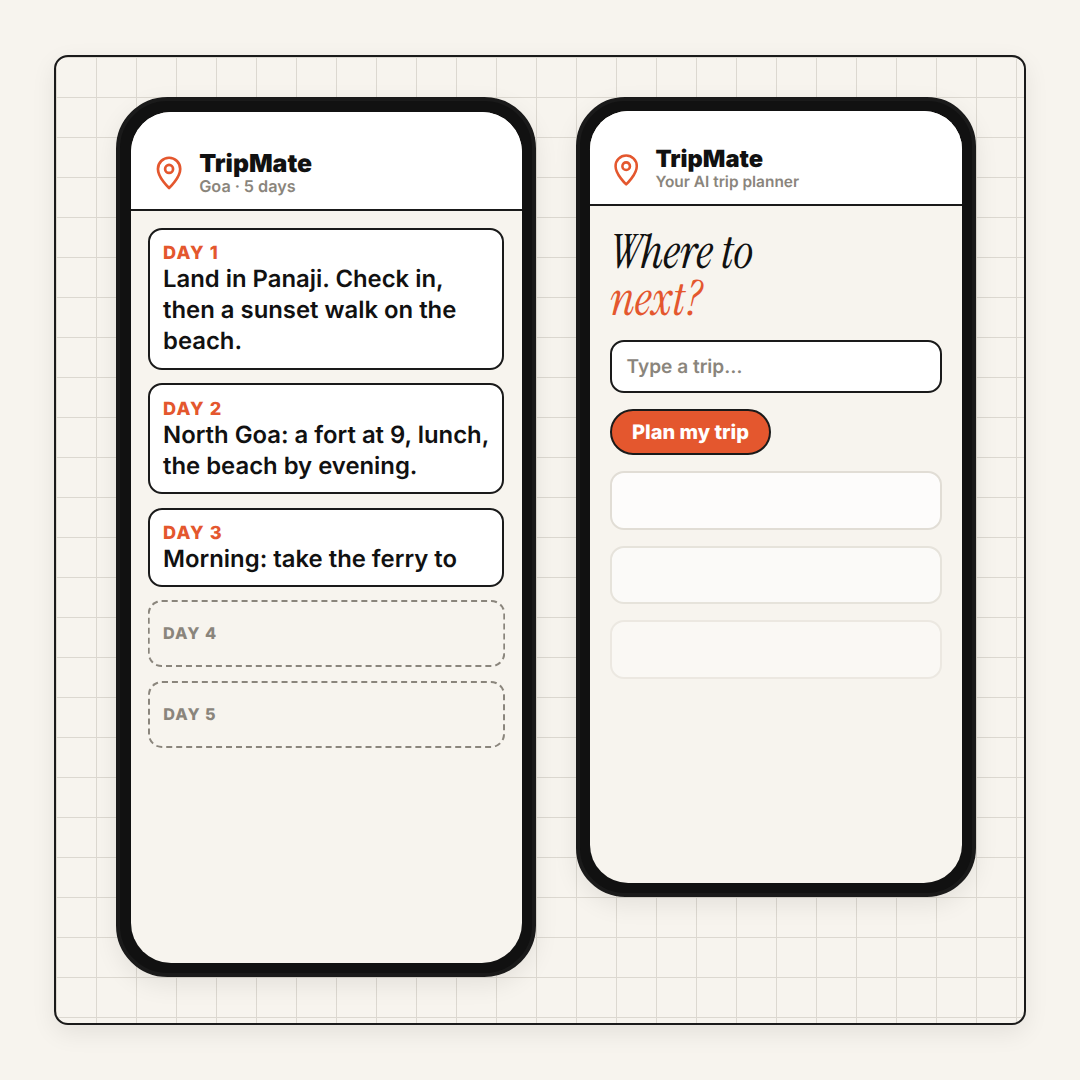 TripMate
Goa · 5 days
DAY 1
Land in Panaji. Check in,
then a sunset walk on the
beach.
DAY 2
North Goa: a fort at 9, lunch,
the beach by evening.
DAY 3
Morning: take the ferry to
DAY 4
DAY 5
TripMate
Your AI trip planner
Where to
next?
Type a trip...
Plan my trip